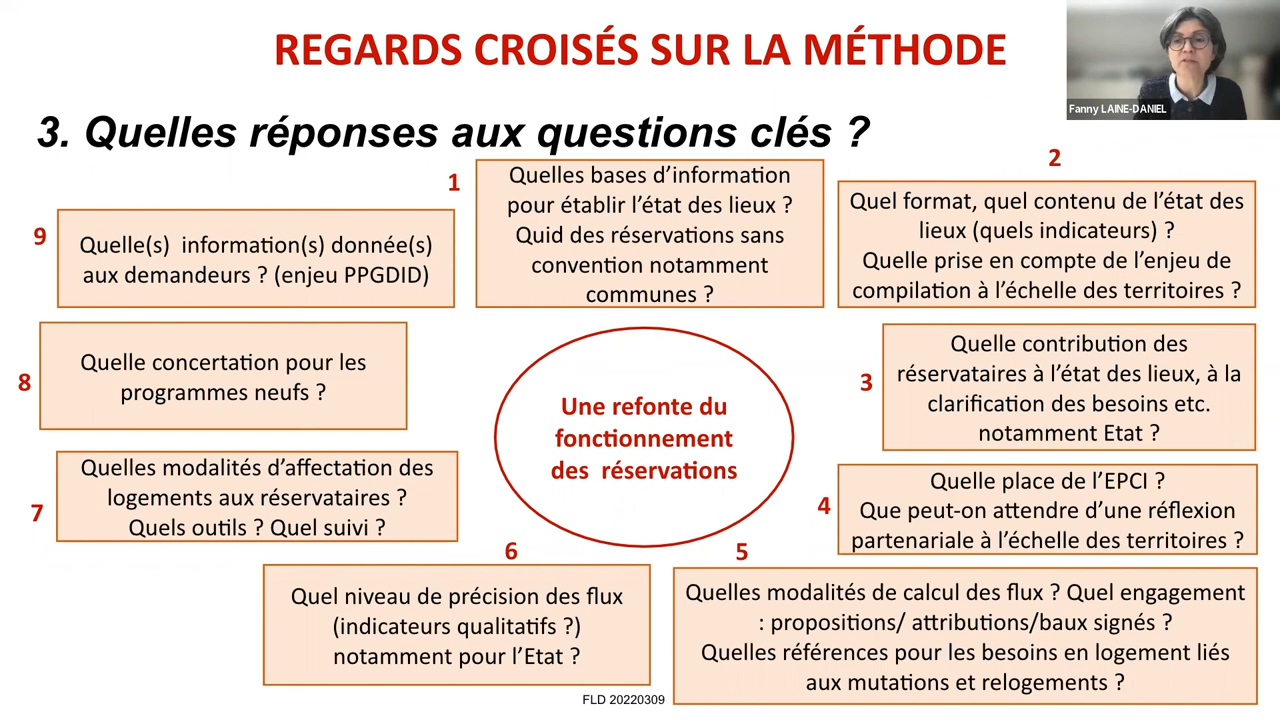 REGARDS CROISÉS SUR LA MÉTHODE
Fanny LAINE-DANIEL
3. Quelles réponses aux questions clés ?
1
Quelles bases d’information
pour établir l’état des lieux ?
Quid des réservations sans
convention notamment
communes ?
2
Quel format, quel contenu de l’état des
lieux (quels indicateurs) ?
Quelle prise en compte de l’enjeu de
compilation à l’échelle des territoires ?
3
Quelle contribution des
réservataires à l’état des lieux, à la
clarification des besoins etc.
notamment Etat ?
4
Quelle place de l’EPCI ?
Que peut-on attendre d’une réflexion
partenariale à l’échelle des territoires ?
5
Quelles modalités de calcul des flux ? Quel engagement
: propositions/ attributions/baux signés ?
Quelles références pour les besoins en logement liés
aux mutations et relogements ?
6
Quel niveau de précision des flux
(indicateurs qualitatifs ?)
notamment pour l’Etat ?
7
Quelles modalités d’affectation des
logements aux réservataires ?
Quels outils ? Quel suivi ?
8
Quelle concertation pour les
programmes neufs ?
9
Quelle(s) information(s) donnée(s)
aux demandeurs ? (enjeu PPGDID)
Une refonte du
fonctionnement
des réservations
FLD 20220309